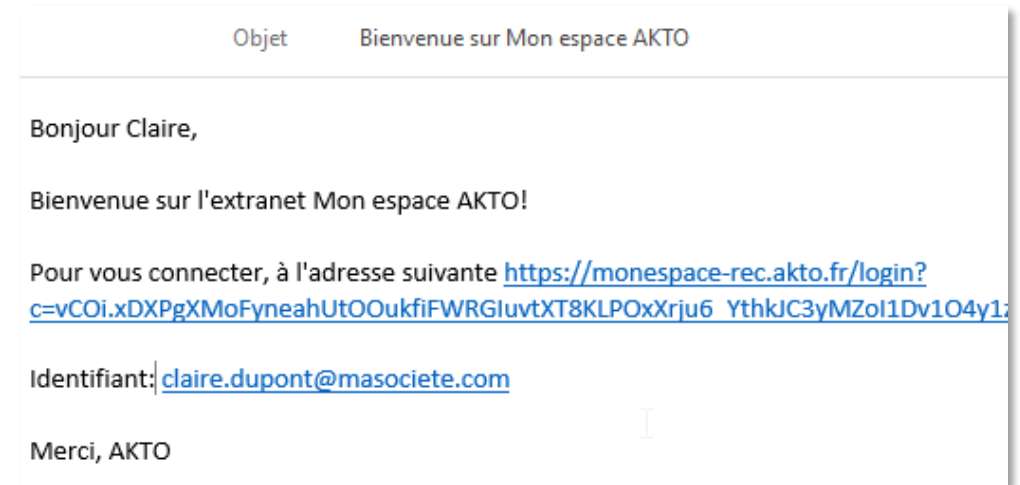 Objet Bienvenue sur Mon espace AKTO
Bonjour Claire,
Bienvenue sur l'extranet Mon espace AKTO!
Pour vous connecter, à l'adresse suivante https://monespace-rec.akto.fr/login?
c=vCOi.xDXPgXMoFyneahUtOOukfiFWRGIuvtXT8KLPOxXrju6_YthkJC3yMZoI1Dv1O4y1z
Identifiant: claire.dupont@masociete.com
Merci, AKTO